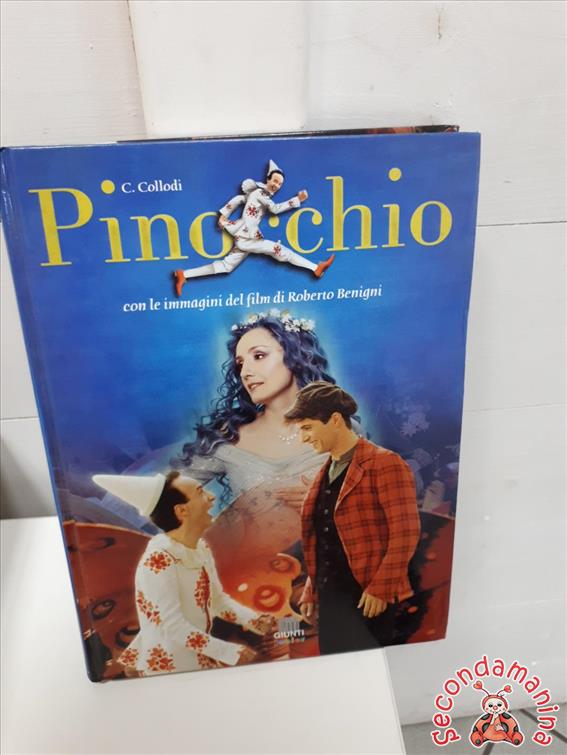 C. Collodi
Pinocchio
con le immagini del film di Roberto Benigni
GIUNTI
Secondamanina